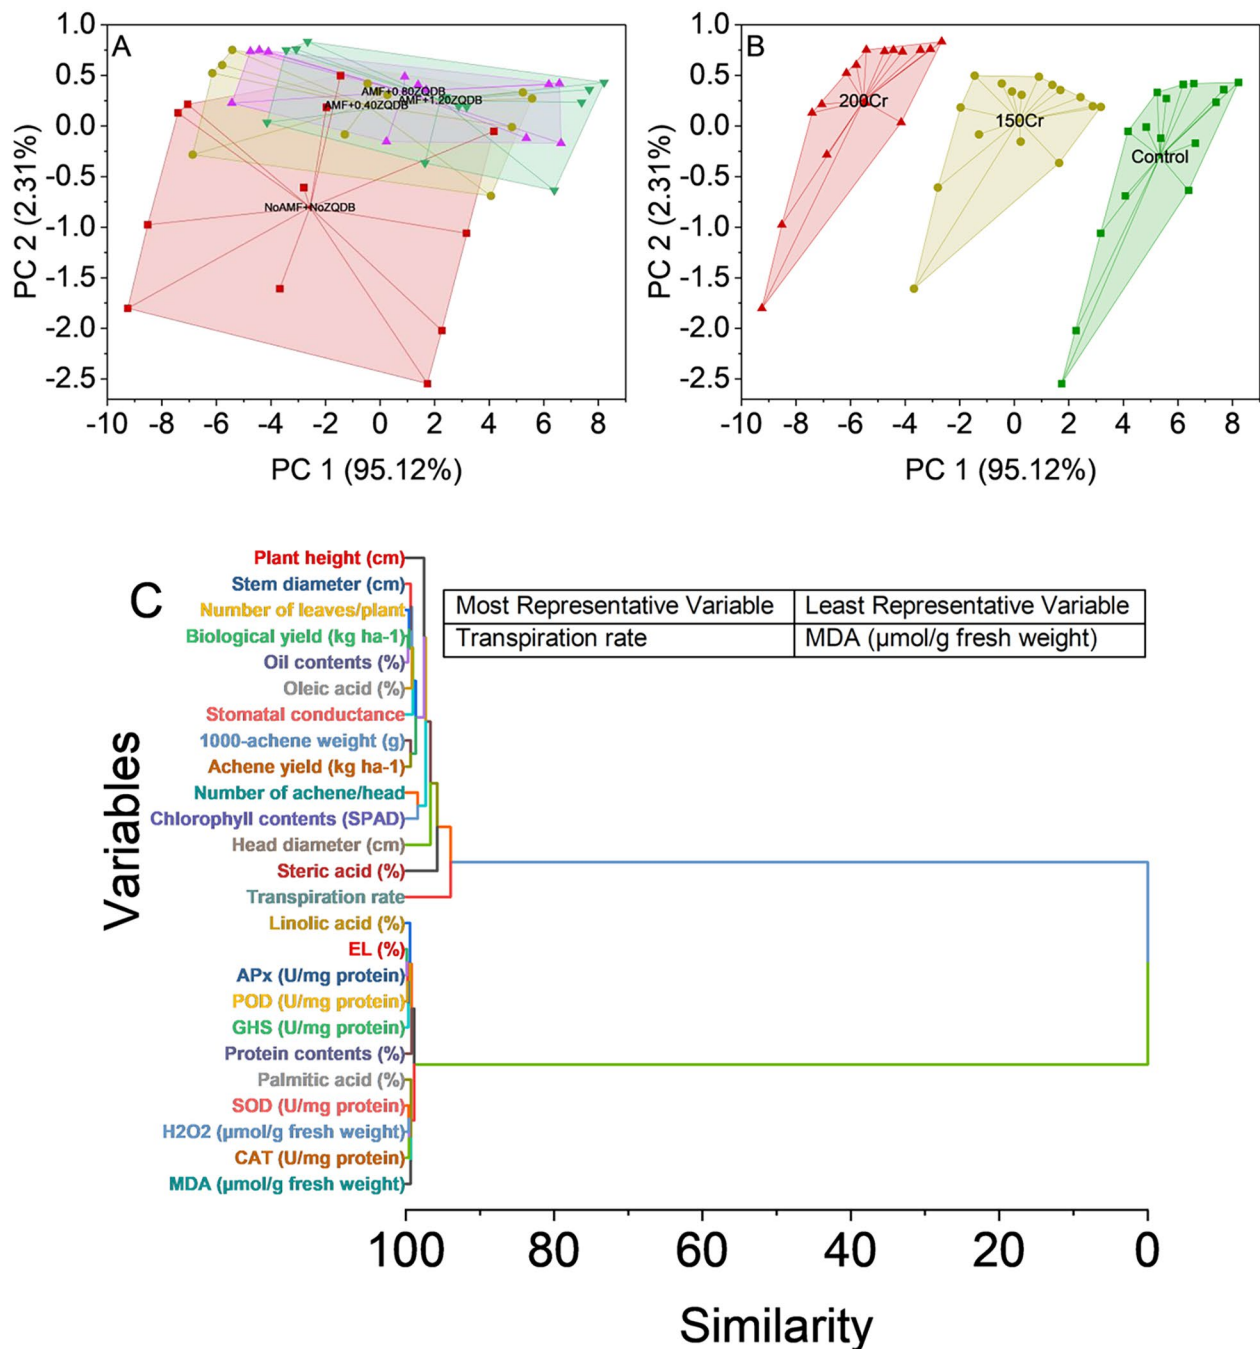 A
1.0
0.5
0.0
-0.5
-1.0
-1.5
-2.0
-2.5
PC 2 (2.31%)
AMF+0.80ZQDB
AMF+1.20ZQDB
AMF+0.40ZQDB
NoAMF+NoZQDB
-10 -8 -6 -4 -2 0 2 4 6 8
PC 1 (95.12%)
B
1.0
0.5
0.0
-0.5
-1.0
-1.5
-2.0
-2.5
PC 2 (2.31%)
200Cr
150Cr
Control
-10 -8 -6 -4 -2 0 2 4 6 8
PC 1 (95.12%)
C
Variables
Plant height (cm)
Stem diameter (cm)
Number of leaves/plant
Biological yield (kg ha-1)
Oil contents (%)
Oleic acid (%)
Stomatal conductance
1000-achene weight (g)
Achene yield (kg ha-1)
Number of achene/head
Chlorophyll contents (SPAD)
Head diameter (cm)
Steric acid (%)
Transpiration rate
Linolic acid (%)
EL (%)
APx (U/mg protein)
POD (U/mg protein)
GHS (U/mg protein)
Protein contents (%)
Palmitic acid (%)
SOD (U/mg protein)
H2O2 (µmol/g fresh weight)
CAT (U/mg protein)
MDA (µmol/g fresh weight)
Most Representative Variable Least Representative Variable
Transpiration rate MDA (µmol/g fresh weight)
100 80 60 40 20 0
Similarity